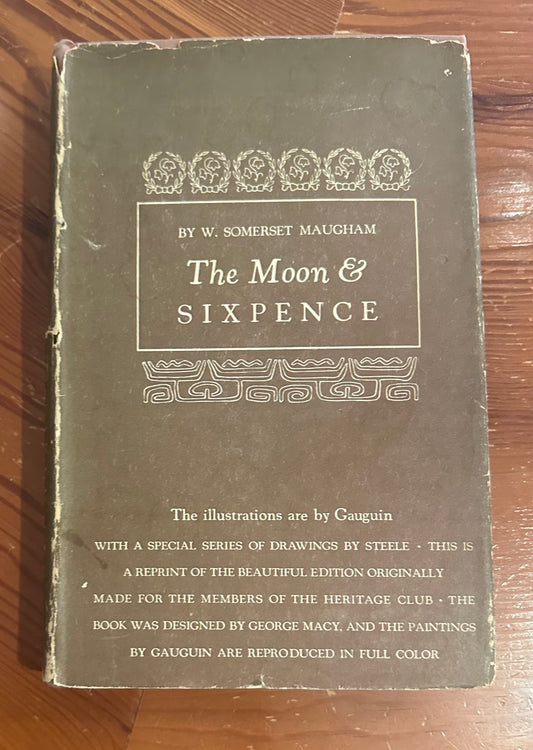 BY W. SOMERSET MAUGHAM
The Moon &
SIXPENCE
The illustrations are by Gauguin
WITH A SPECIAL SERIES OF DRAWINGS BY STEELE · THIS IS
A REPRINT OF THE BEAUTIFUL EDITION ORIGINALLY
MADE FOR THE MEMBERS OF THE HERITAGE CLUB · THE
BOOK WAS DESIGNED BY GEORGE MACY, AND THE PAINTINGS
BY GAUGUIN ARE REPRODUCED IN FULL COLOR